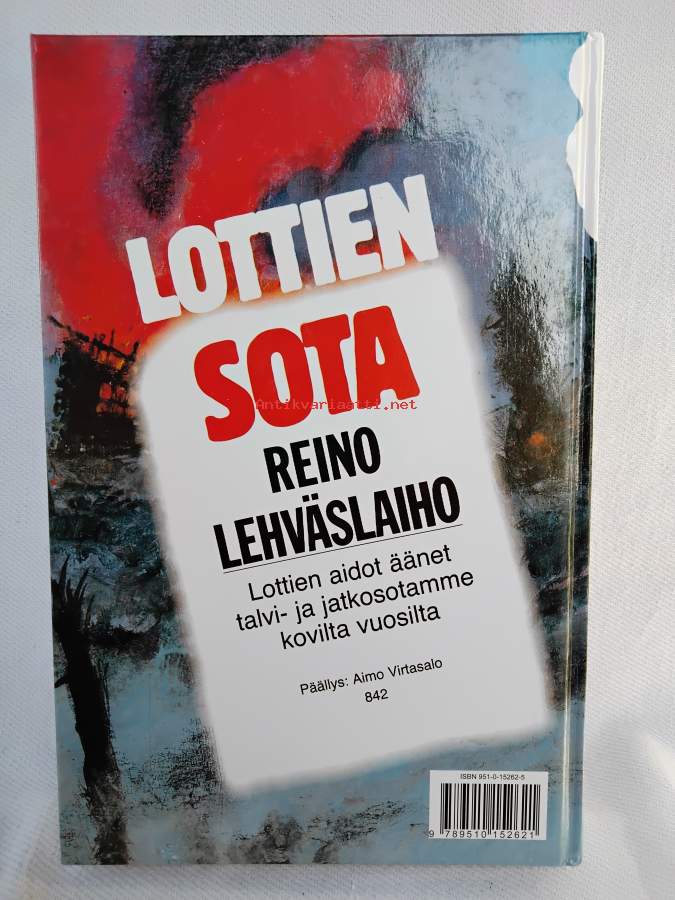 LOTTIEN
SOTA
Antikvariaatti.net
REINO
LEHVÄSLAIHO
Lottien aidot äänet
talvi- ja jatkosotamme
kovilta vuosilta
Päällys: Aimo Virtasalo
842
ISBN 951-0-15262-5
9 789510 152621